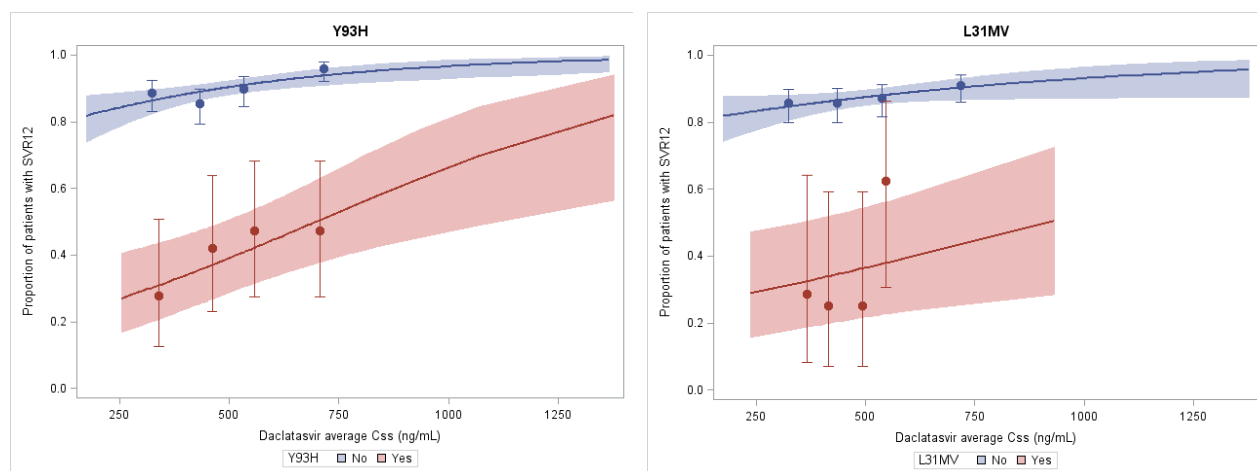 Y93H
Proportion of patients with SVR12
1.0
0.8
0.6
0.4
0.2
0.0
250 500 750 1000 1250
Daclatasvir average Css (ng/mL)
Y93H No Yes
L31MV
Proportion of patients with SVR12
1.0
0.8
0.6
0.4
0.2
0.0
250 500 750 1000 1250
Daclatasvir average Css (ng/mL)
L31MV No Yes